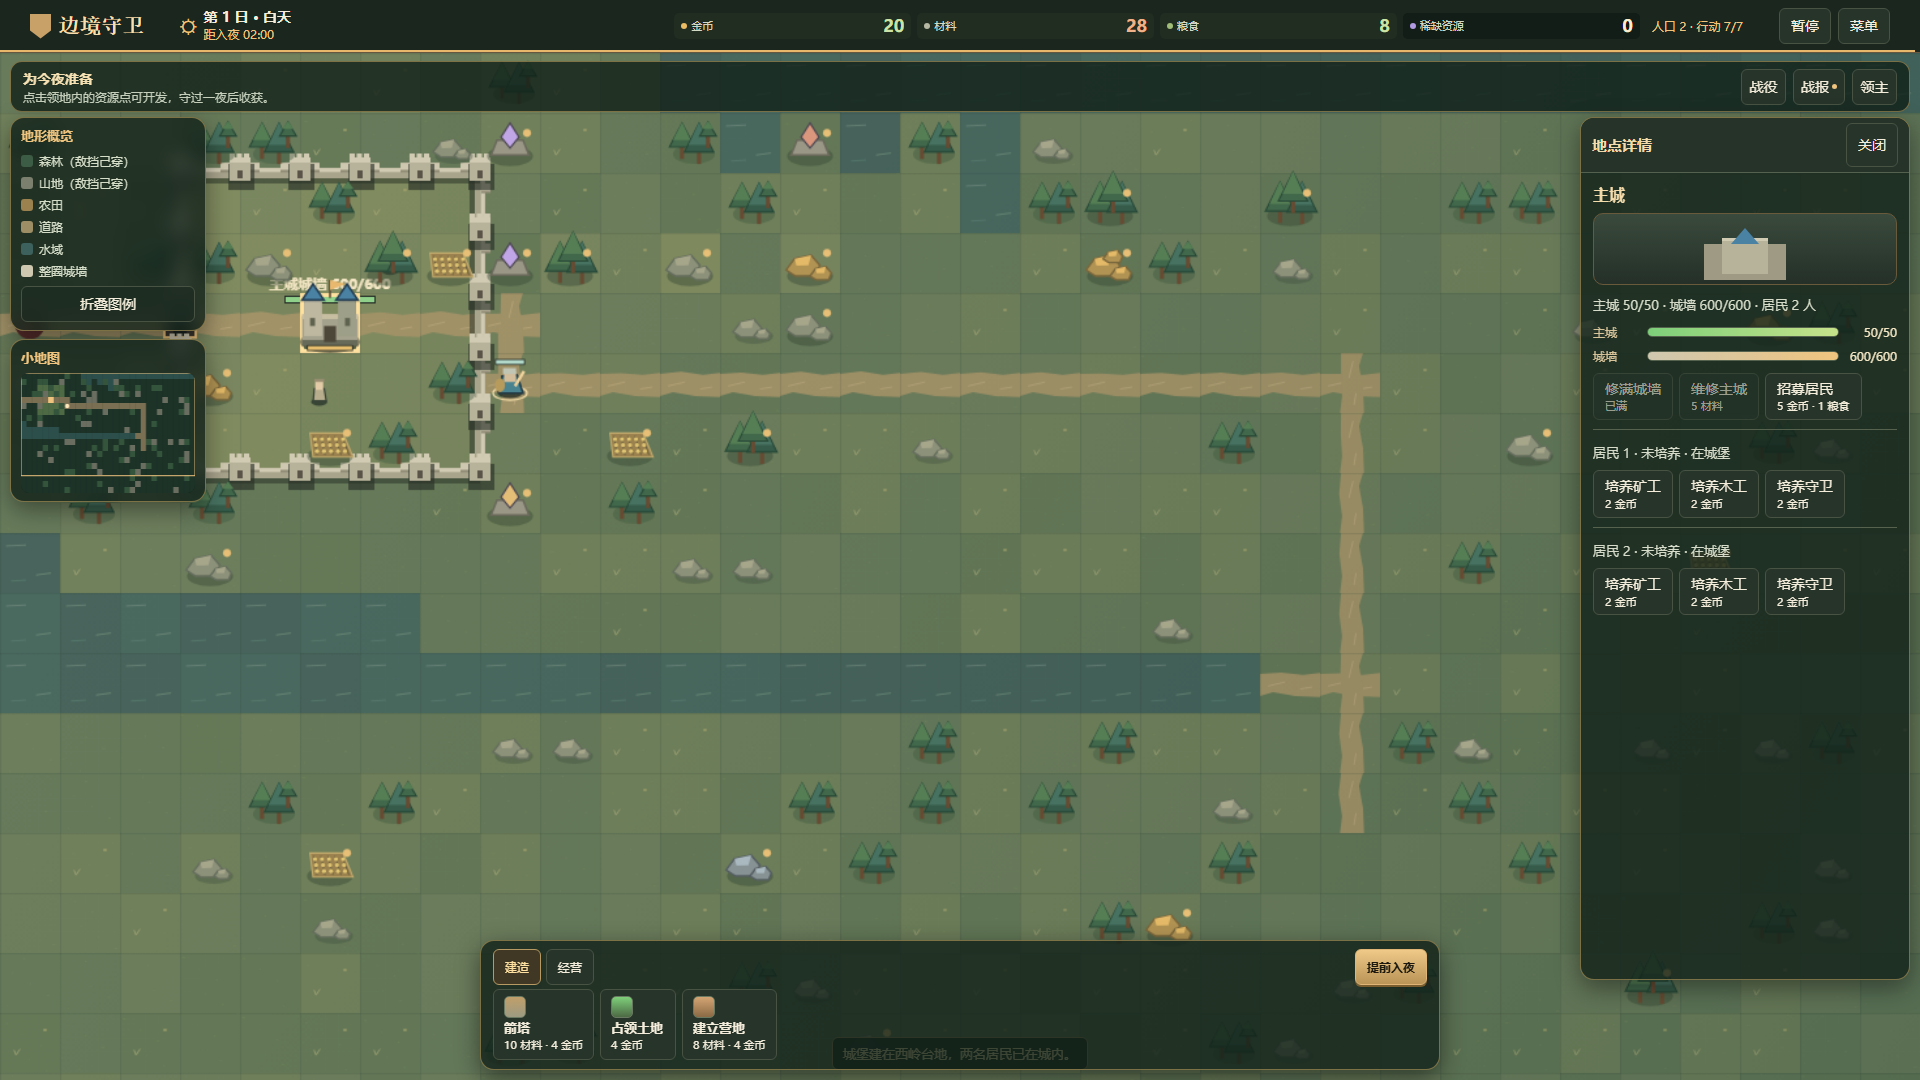 边境守卫
第 1 日 • 白天
距入夜 02:00
金币 20
材料 28
粮食 8
稀缺资源 0
人口 2 · 行动 7/7
暂停
菜单
为今夜准备
点击领地内的资源点可开发，守过一夜后收获。
战役
战报
领主
地形概览
森林（敌挡己穿）
山地（敌挡己穿）
农田
道路
水域
整圈城墙
折叠图例
小地图
主城城墙 600/600
地点详情
关闭
主城
主城 50/50 · 城墙 600/600 · 居民 2 人
主城 50/50
城墙 600/600
修满城墙
已满
维修主城
5 材料
招募居民
5 金币 · 1 粮食
居民 1 · 未培养 · 在城堡
培养矿工
2 金币
培养木工
2 金币
培养守卫
2 金币
居民 2 · 未培养 · 在城堡
培养矿工
2 金币
培养木工
2 金币
培养守卫
2 金币
建造
经营
提前入夜
箭塔
10 材料 · 4 金币
占领土地
4 金币
建立营地
8 材料 · 4 金币
城堡建在西岭台地，两名居民已在城内。